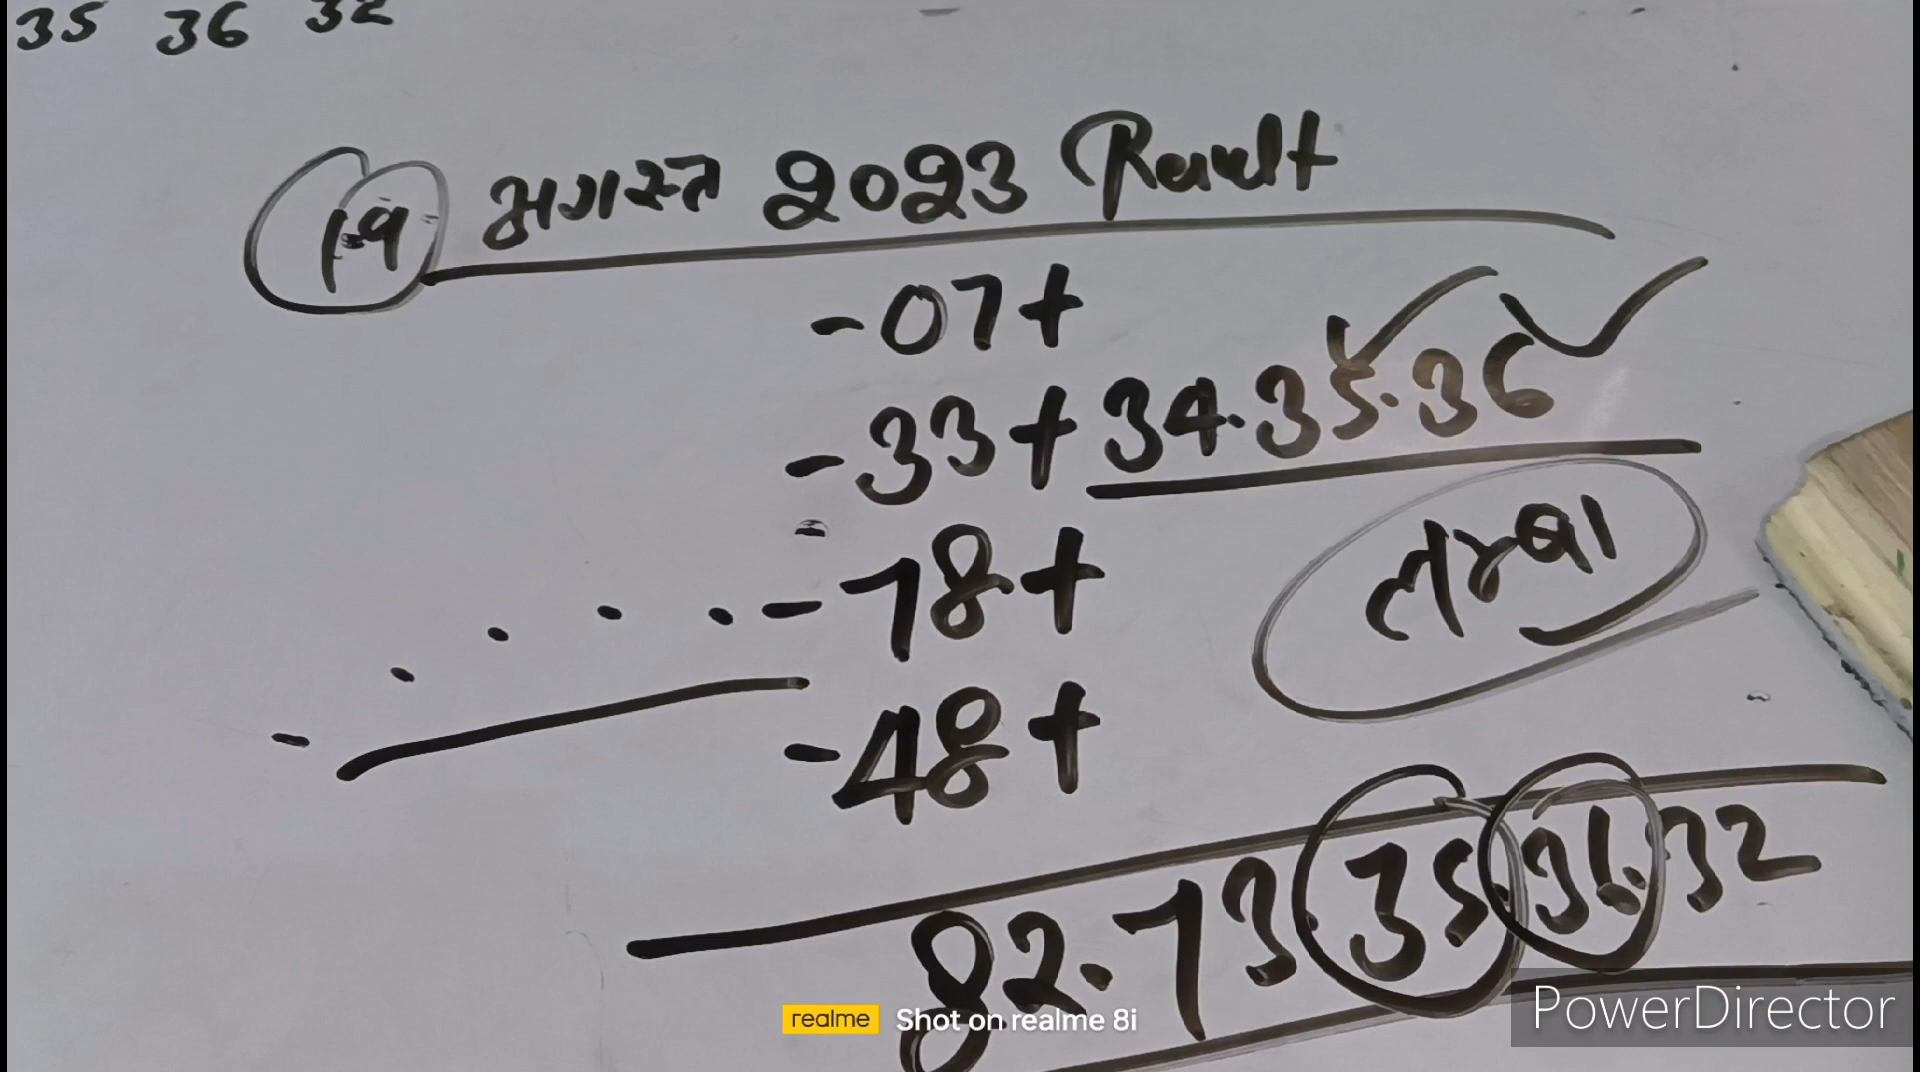 35 36 32
19 अगस्त 2023 Result
-07+
-33+34.35.36
-78+
लम्बा
-48+
82.73.35.36.32
realme Shot on realme 8i
PowerDirector